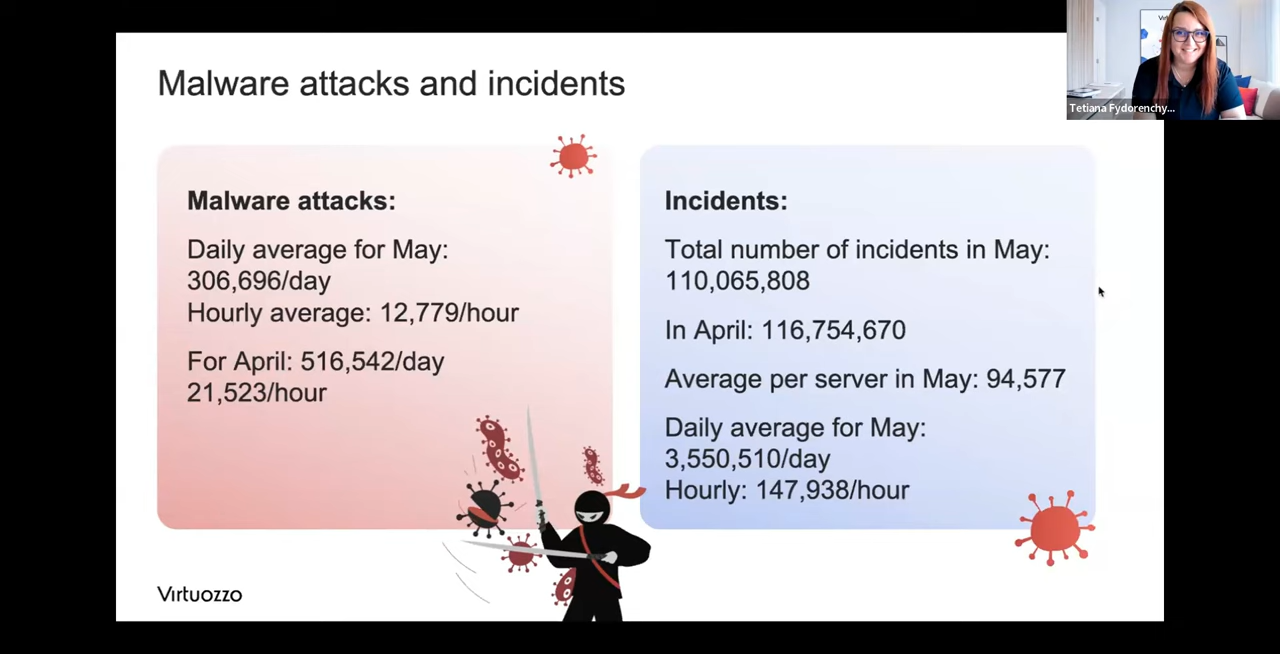 Malware attacks and incidents
Malware attacks:
Daily average for May:
306,696/day
Hourly average: 12,779/hour
For April: 516,542/day
21,523/hour
Incidents:
Total number of incidents in May:
110,065,808
In April: 116,754,670
Average per server in May: 94,577
Daily average for May:
3,550,510/day
Hourly: 147,938/hour
Virtuozzo
Tetiana Fydorenchy...